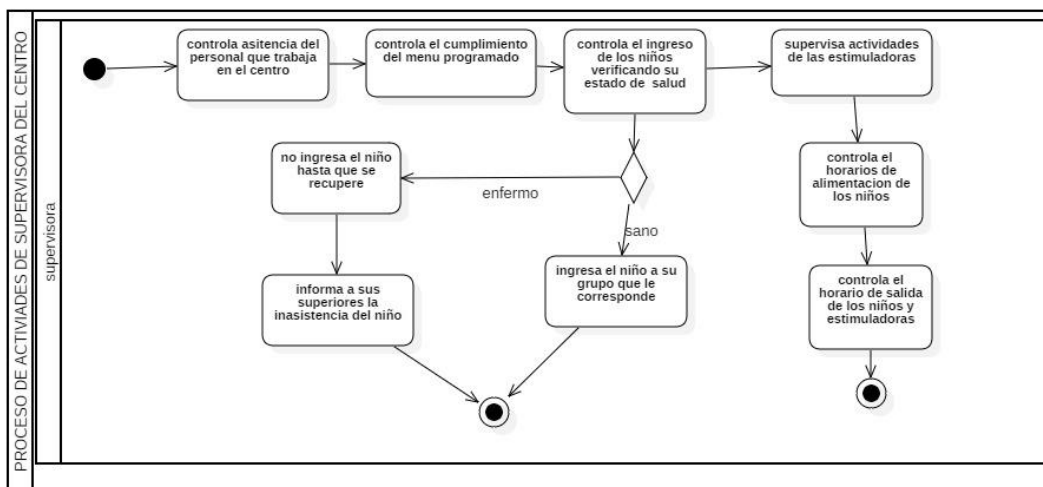 PROCESO DE ACTIVIADES DE SUPERVISORA DEL CENTRO
supervisora
controla asitencia del
personal que trabaja
en el centro
controla el cumplimiento
del menu programado
controla el ingreso
de los niños
verificando su
estado de salud
supervisa actividades
de las estimuladoras
no ingresa el niño
hasta que se
recupere
enfermo
sano
controla el
horarios de
alimentacion de
los niños
informa a sus
superiores la
inasistencia del niño
ingresa el niño a su
grupo que le
corresponde
controla el
horario de salida
de los niños y
estimuladoras